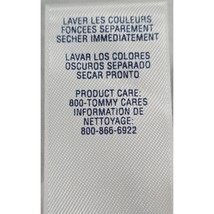 LAVER LES COULEURS
FONCEES SEPAREMENT
SECHER IMMEDIATEMENT
LAVAR LOS COLORES
OSCUROS SEPARADO
SECAR PRONTO
PRODUCT CARE:
800-TOMMY CARES
INFORMATION DE
NETTOYAGE:
800-866-6922